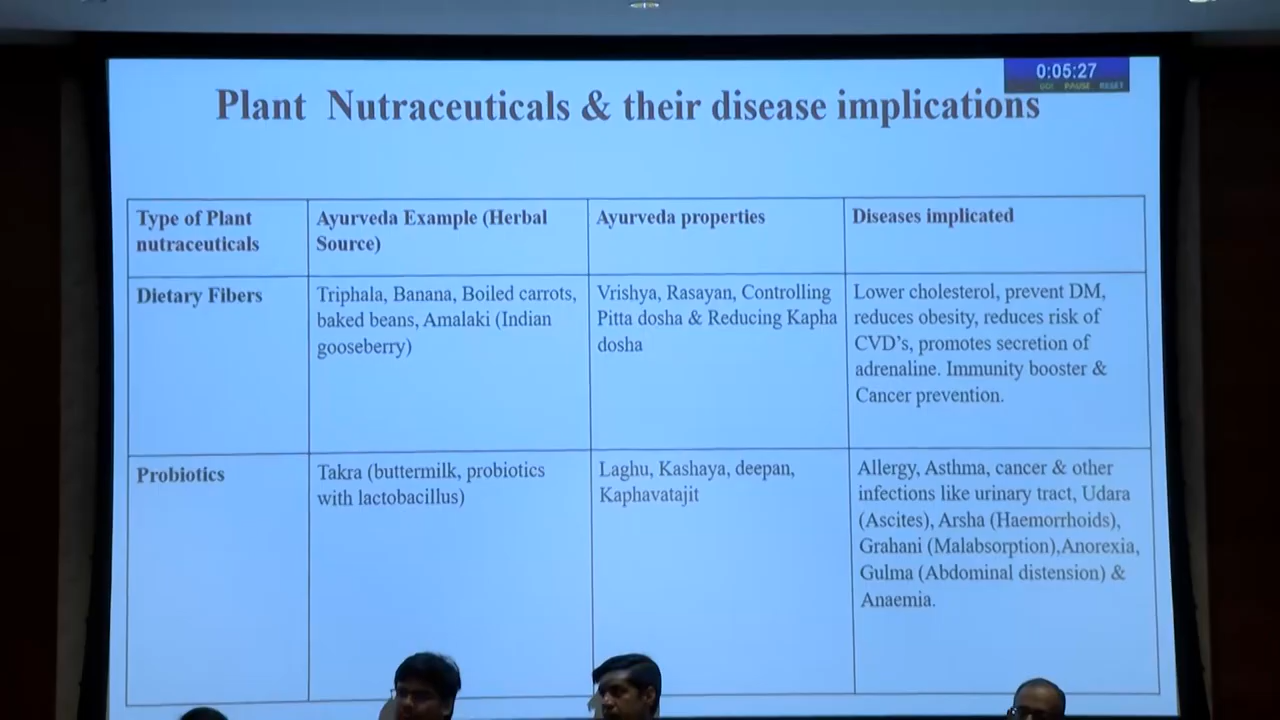 0:05:27
GO! PAUSE RESET
Plant Nutraceuticals & their disease implications
Type of Plant
nutraceuticals
Ayurveda Example (Herbal
Source)
Ayurveda properties
Diseases implicated
Dietary Fibers
Triphala, Banana, Boiled carrots,
baked beans, Amalaki (Indian
gooseberry)
Vrishya, Rasayan, Controlling
Pitta dosha & Reducing Kapha
dosha
Lower cholesterol, prevent DM,
reduces obesity, reduces risk of
CVD's, promotes secretion of
adrenaline. Immunity booster &
Cancer prevention.
Probiotics
Takra (buttermilk, probiotics
with lactobacillus)
Laghu, Kashaya, deepan,
Kaphavatajit
Allergy, Asthma, cancer & other
infections like urinary tract, Udara
(Ascites), Arsha (Haemorrhoids),
Grahani (Malabsorption),Anorexia,
Gulma (Abdominal distension) &
Anaemia.